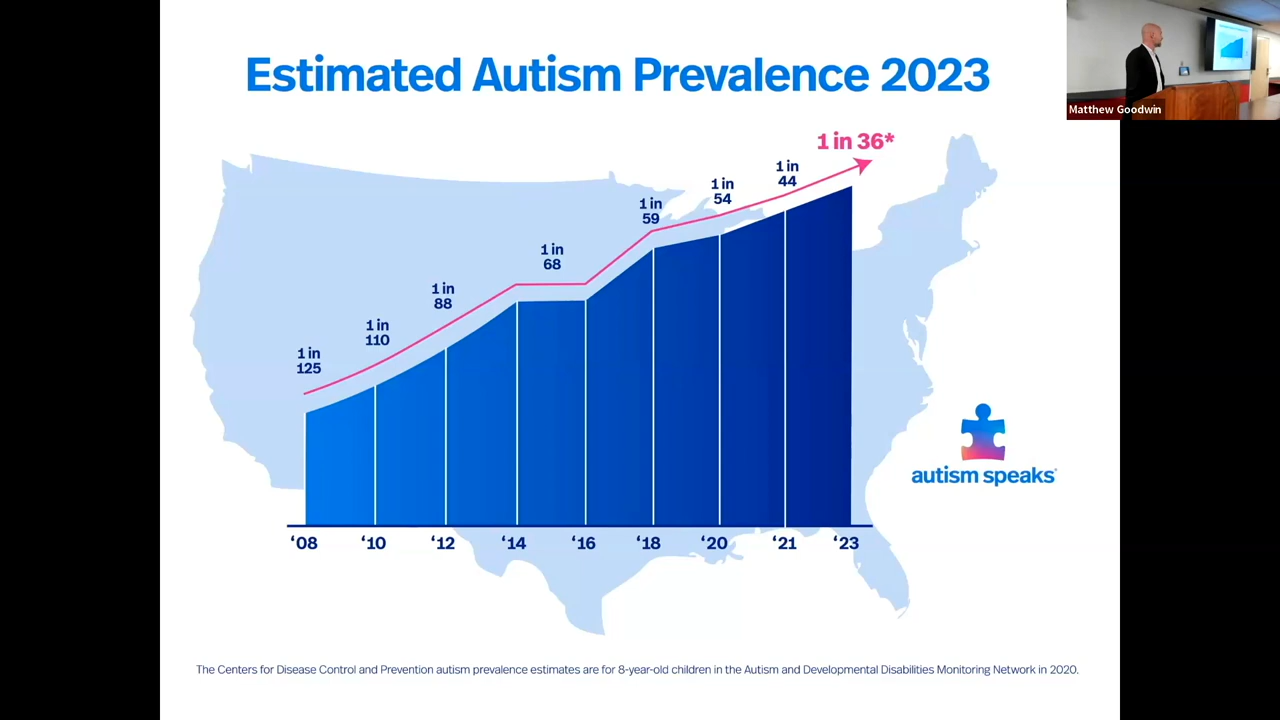 Estimated Autism Prevalence 2023
Matthew Goodwin
1 in 36*
1 in
44
1 in
54
1 in
59
1 in
68
1 in
88
1 in
110
1 in
125
‘08 ‘10 ‘12 ‘14 ‘16 ‘18 ‘20 ‘21 ‘23
autism speaks
The Centers for Disease Control and Prevention autism prevalence estimates are for 8-year-old children in the Autism and Developmental Disabilities Monitoring Network in 2020.